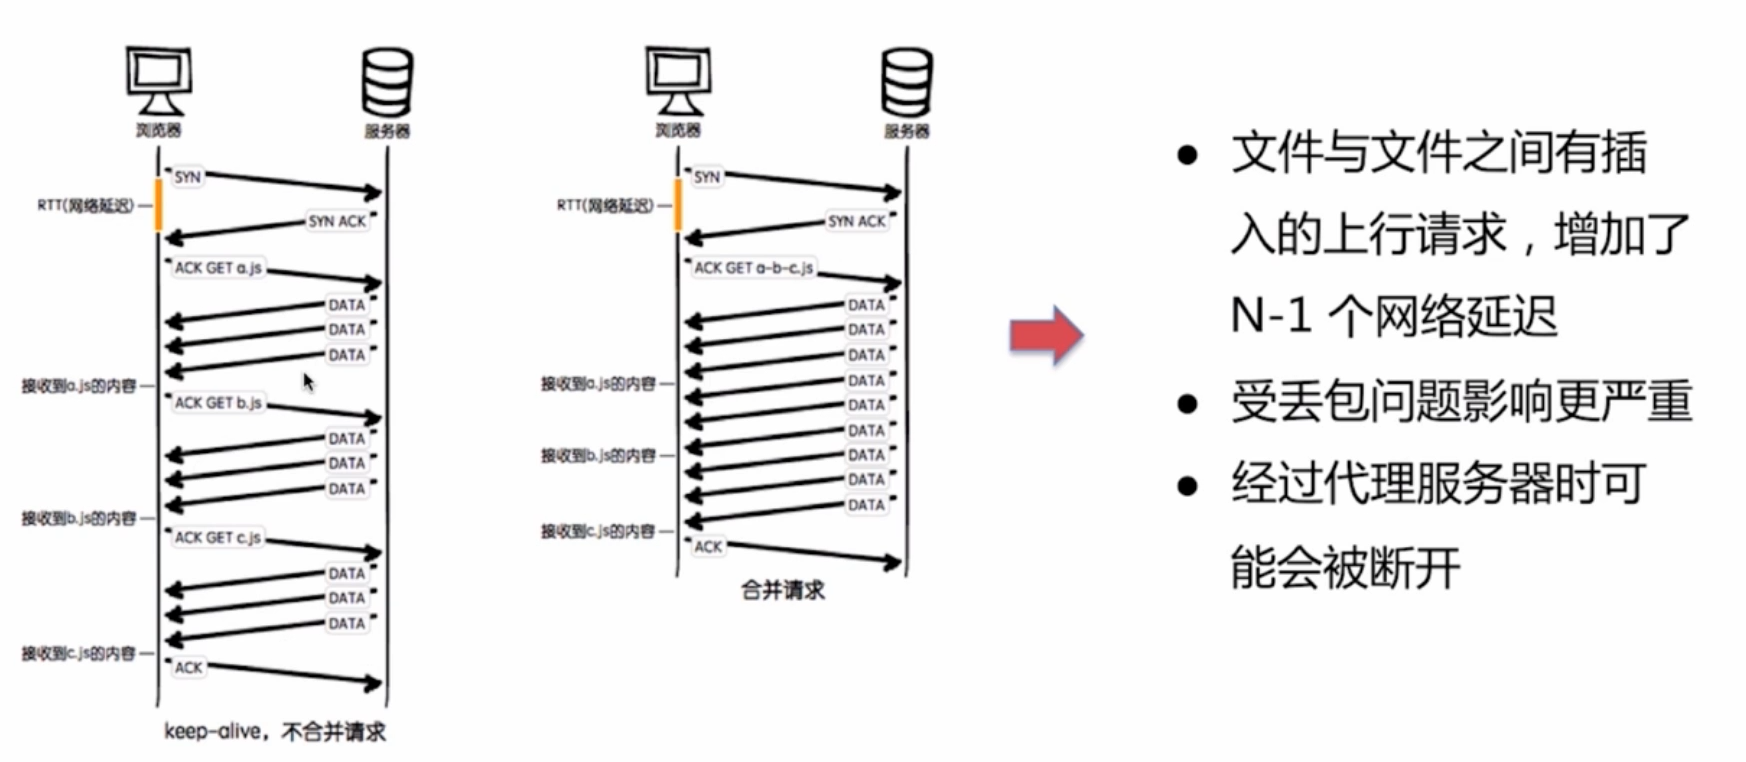 浏览器
服务器
SYN
RTT(网络延迟)
SYN ACK
ACK GET a.js
DATA
DATA
DATA
接收到a.js的内容
ACK GET b.js
DATA
DATA
DATA
接收到b.js的内容
ACK GET c.js
DATA
DATA
DATA
接收到c.js的内容
ACK
keep-alive，不合并请求
浏览器
服务器
SYN
RTT(网络延迟)
SYN ACK
ACK GET a-b-c.js
DATA
DATA
DATA
DATA
接收到a.js的内容
DATA
DATA
DATA
接收到b.js的内容
DATA
DATA
接收到c.js的内容
ACK
合并请求
● 文件与文件之间有插
入的上行请求，增加了
N-1 个网络延迟
● 受丢包问题影响更严重
● 经过代理服务器时可
能会被断开